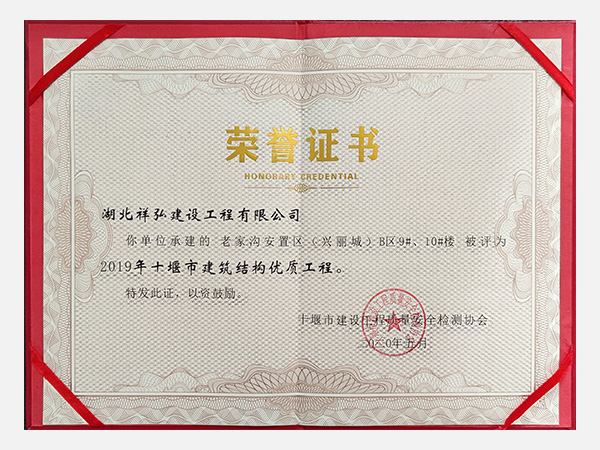 荣誉证书
HONORARY CREDENTIAL
湖北祥弘建设工程有限公司
你单位承建的 老家沟安置区（兴丽城）B区9#、10#楼 被评为
2019年十堰市建筑结构优质工程。
特发此证，以资鼓励。
十堰市建设工程质量安全检测协会
二〇二〇年五月